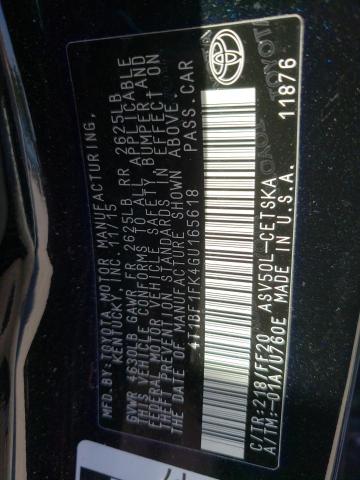 MFD.BY:TOYOTA MOTOR MANUFACTURING,
KENTUCKY, INC. 11/15
GVWR 4630LB GAWR FR 2625LB RR 2625LB
THIS VEHICLE CONFORMS TO ALL APPLICABLE
FEDERAL MOTOR VEHICLE SAFETY BUMPER AND
THEFT PREVENTION STANDARDS IN EFFECT ON
THE DATE OF MANUFACTURE SHOWN ABOVE.
4T1BF1FK4GU165618 PASS.CAR
C/TR:218/FF20 ASV50L-CETSKA
A/TM:-01A/U760E U.S.A. 11876
TOYOTA